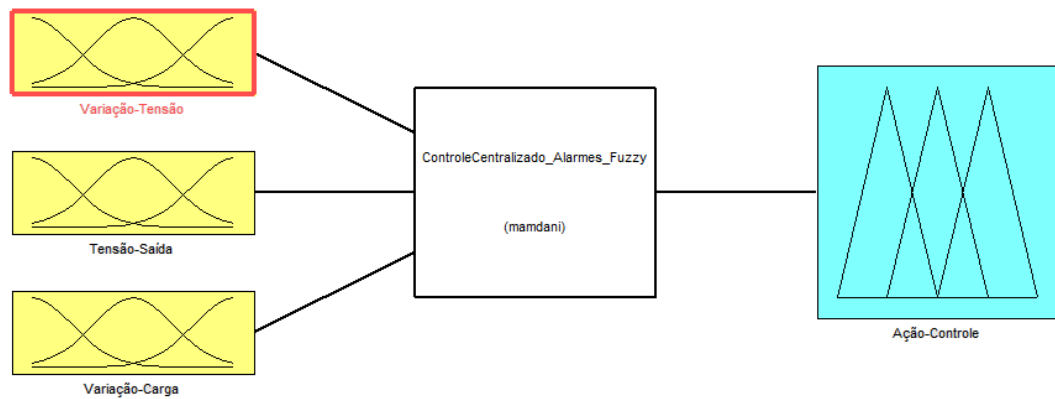 Variação-Tensão
Tensão-Saída
Variação-Carga
ControleCentralizado_Alarmes_Fuzzy
(mamdani)
Ação-Controle